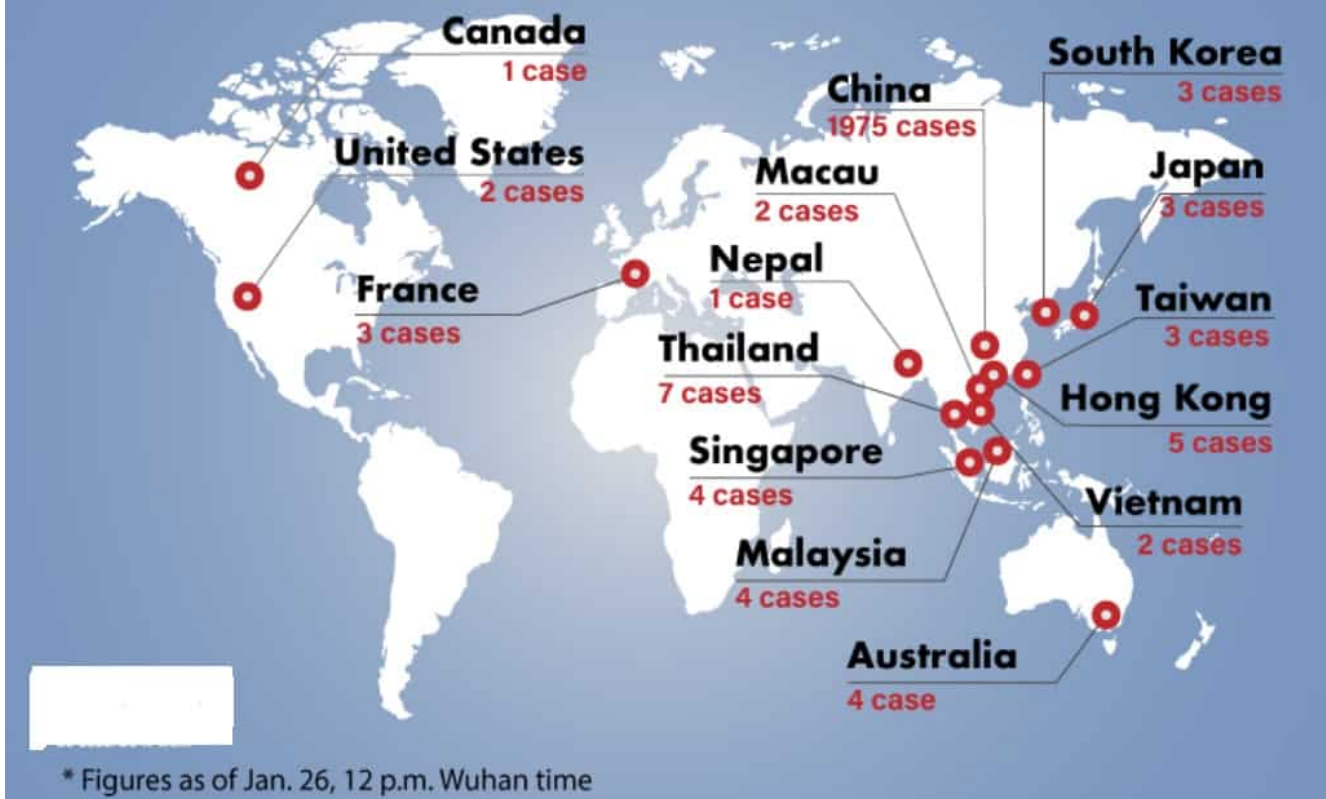 Canada
1 case
United States
2 cases
France
3 cases
China
1975 cases
Macau
2 cases
Nepal
1 case
Thailand
7 cases
Singapore
4 cases
Malaysia
4 cases
Australia
4 case
South Korea
3 cases
Japan
3 cases
Taiwan
3 cases
Hong Kong
5 cases
Vietnam
2 cases
* Figures as of Jan. 26, 12 p.m. Wuhan time